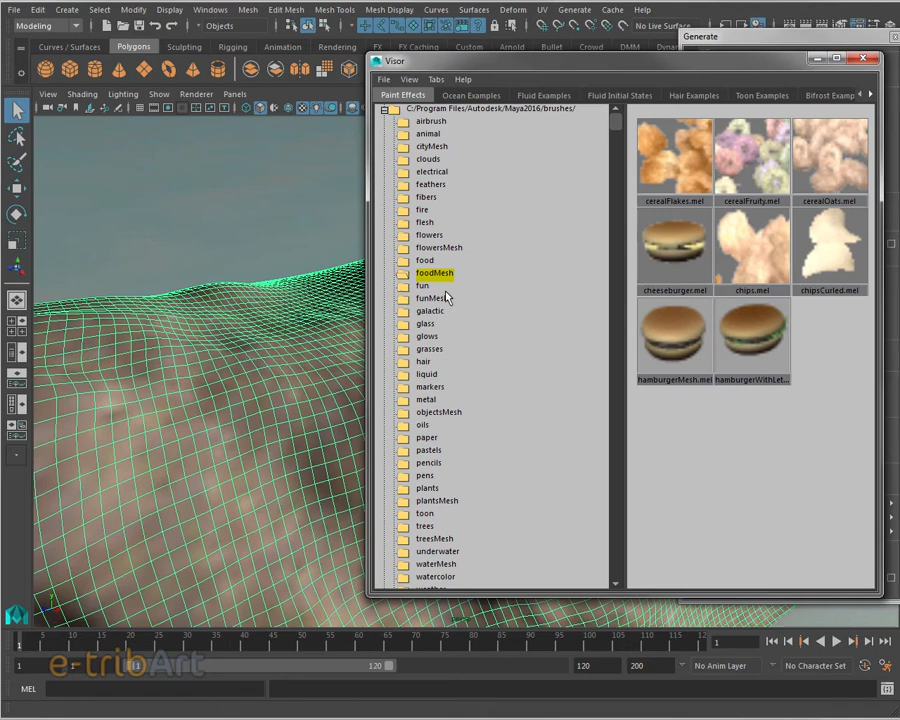 File Edit Create Select Modify Display Windows Mesh Edit Mesh Mesh Tools Mesh Display Curves Surfaces Deform UV Generate Cache No Live Surface
Modeling Objects
Generate
Curves / Surfaces Polygons Sculpting Rigging Animation Rendering FX FX Caching Custom Arnold Bullet Crowd DMM
Visor
File View Tabs Help
View Shading Lighting Show Renderer Panels
Paint Effects Ocean Examples Fluid Examples Fluid Initial States Hair Examples Toon Examples Bifrost Examp
C:/Program Files/Autodesk/Maya2016/brushes/
airbrush
animal
cityMesh
clouds
electrical
feathers
fibers
fire
flesh
flowers
flowersMesh
food
foodMesh
fun
funMesh
galactic
glass
glows
grasses
hair
liquid
markers
metal
objectsMesh
oils
paper
pastels
pencils
pens
plants
plantsMesh
toon
trees
treesMesh
underwater
waterMesh
watercolor
cerealFlakes.mel cerealFruity.mel cerealOats.mel
cheeseburger.mel chips.mel chipsCurled.mel
hamburgerMesh.mel hamburgerWithLet...
1 5 10 15 20 25 30 35 40 45 50 55 60 65 70 75 80 85 90 95 100 105 110 115 12 1
1 1 1 120 120 200 No Anim Layer No Character Set
e-tribArt
MEL